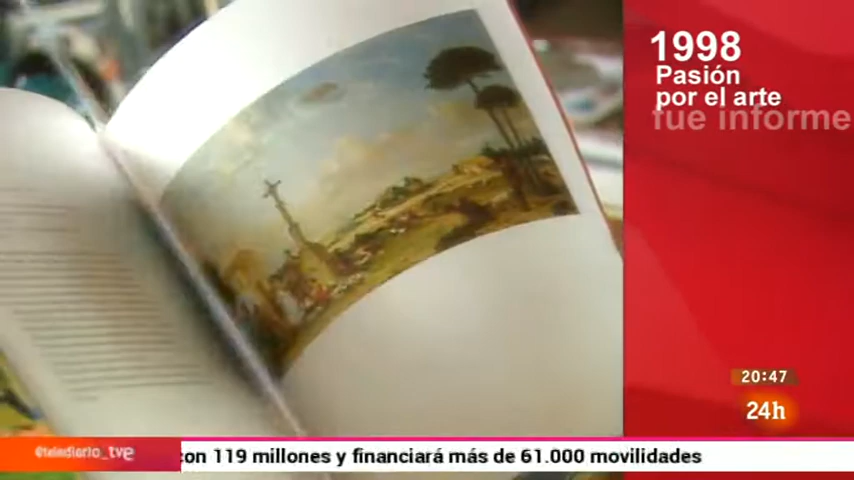 1998
Pasión
por el arte
fue informe
20:47
24h
@telediario_tve
con 119 millones y financiará más de 61.000 movilidades